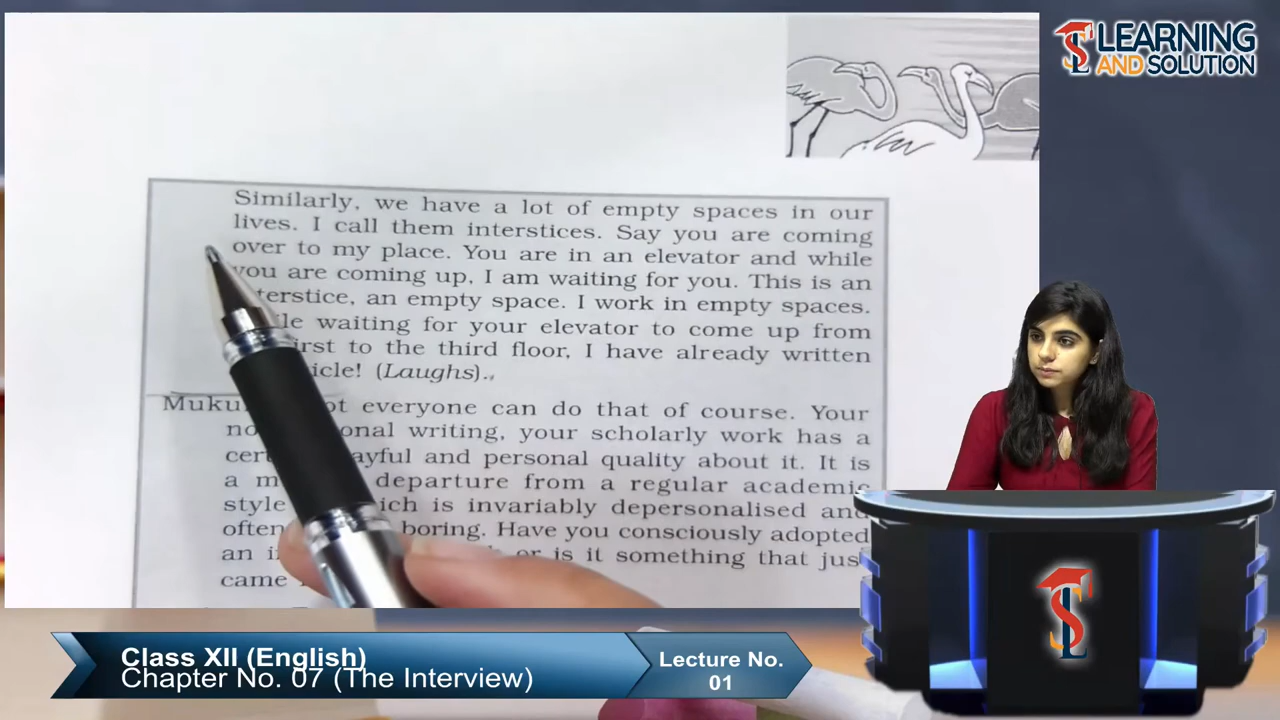 LEARNING
AND SOLUTION
Similarly, we have a lot of empty spaces in our
lives. I call them interstices. Say you are coming
over to my place. You are in an elevator and while
you are coming up, I am waiting for you. This is an
terstice, an empty space. I work in empty spaces.
le waiting for your elevator to come up from
irst to the third floor, I have already written
icle! (Laughs).
Muku ot everyone can do that of course. Your
no onal writing, your scholarly work has a
cer ayful and personal quality about it. It is
a m departure from a regular academic
style ich is invariably depersonalised and
often boring. Have you consciously adopted
an in or is it something that just
came
Class XII (English)
Chapter No. 07 (The Interview)
Lecture No.
01